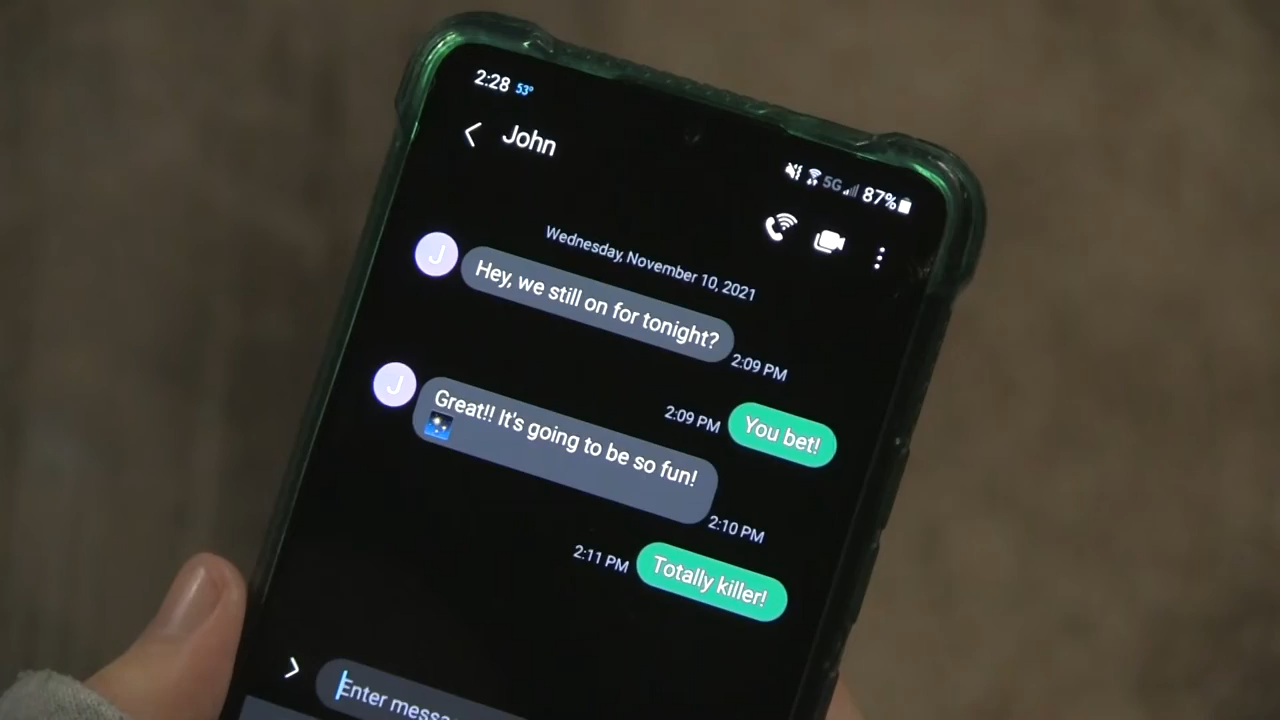 2:28 53°
5G 87%
John
Wednesday, November 10, 2021
J
Hey, we still on for tonight?
2:09 PM
2:09 PM
You bet!
J
Great!! It's going to be so fun!
2:10 PM
2:11 PM
Totally killer!
Enter messa